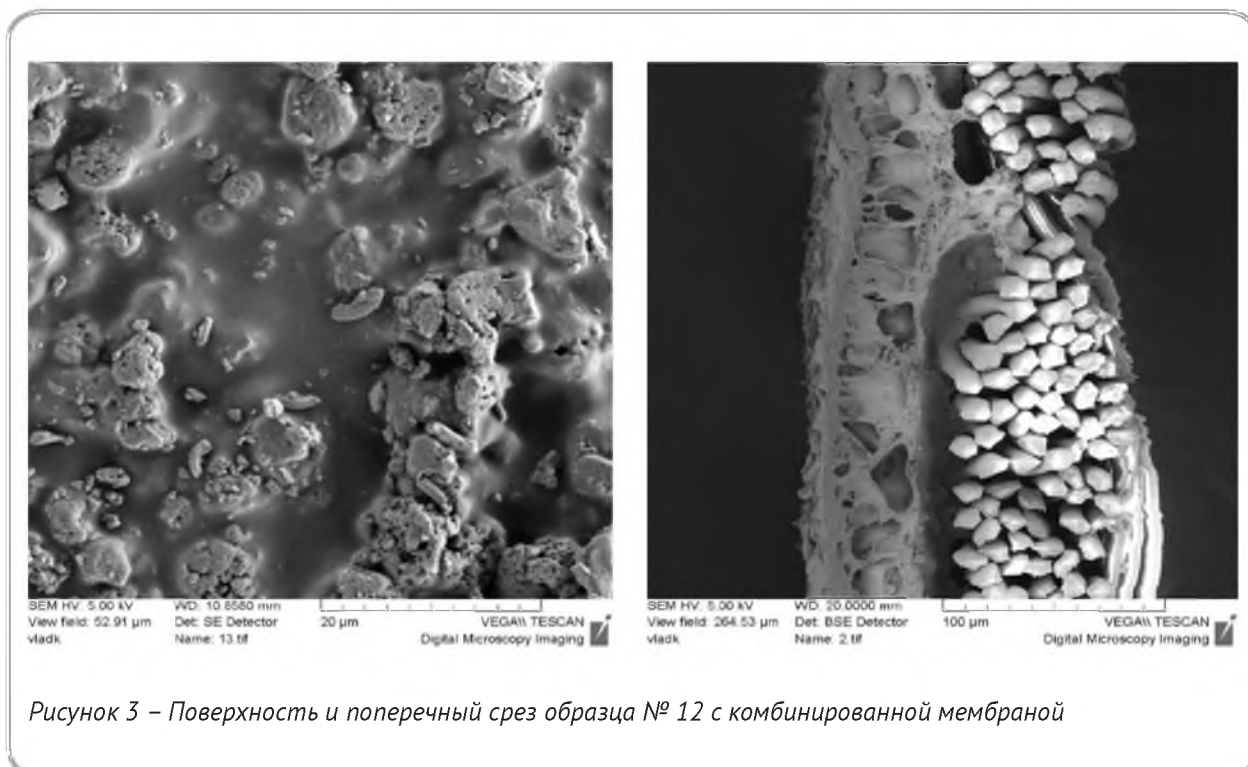 SEM HV: 5.00 kV WD: 10.8580 mm
View field: 52.91 µm Det: SE Detector 20 µm VEGA\\ TESCAN
vladk Name: 13.tif Digital Microscopy Imaging
SEM HV: 5.00 kV WD: 20.0000 mm
View field: 264.53 µm Det: BSE Detector 100 µm VEGA\\ TESCAN
vladk Name: 2.tif Digital Microscopy Imaging
Рисунок 3 – Поверхность и поперечный срез образца № 12 с комбинированной мембраной